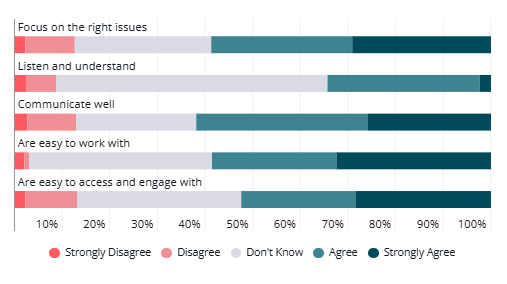 Focus on the right issues
Listen and understand
Communicate well
Are easy to work with
Are easy to access and engage with
10% 20% 30% 40% 50% 60% 70% 80% 90% 100%
Strongly Disagree Disagree Don't Know Agree Strongly Agree